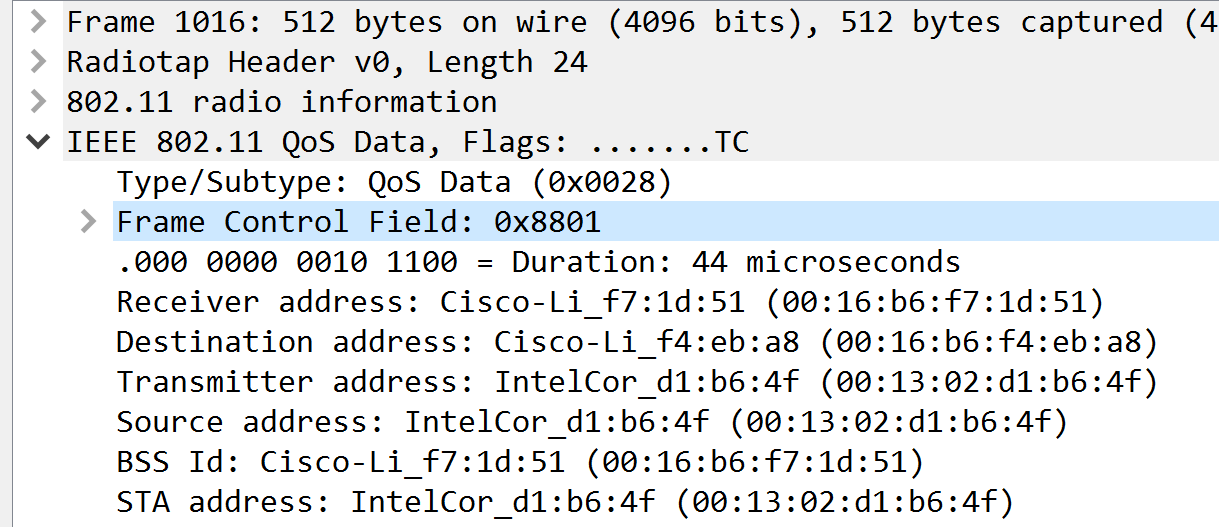 Frame 1016: 512 bytes on wire (4096 bits), 512 bytes captured (4
Radiotap Header v0, Length 24
802.11 radio information
IEEE 802.11 QoS Data, Flags: .......TC
Type/Subtype: QoS Data (0x0028)
Frame Control Field: 0x8801
.000 0000 0010 1100 = Duration: 44 microseconds
Receiver address: Cisco-Li_f7:1d:51 (00:16:b6:f7:1d:51)
Destination address: Cisco-Li_f4:eb:a8 (00:16:b6:f4:eb:a8)
Transmitter address: IntelCor_d1:b6:4f (00:13:02:d1:b6:4f)
Source address: IntelCor_d1:b6:4f (00:13:02:d1:b6:4f)
BSS Id: Cisco-Li_f7:1d:51 (00:16:b6:f7:1d:51)
STA address: IntelCor_d1:b6:4f (00:13:02:d1:b6:4f)